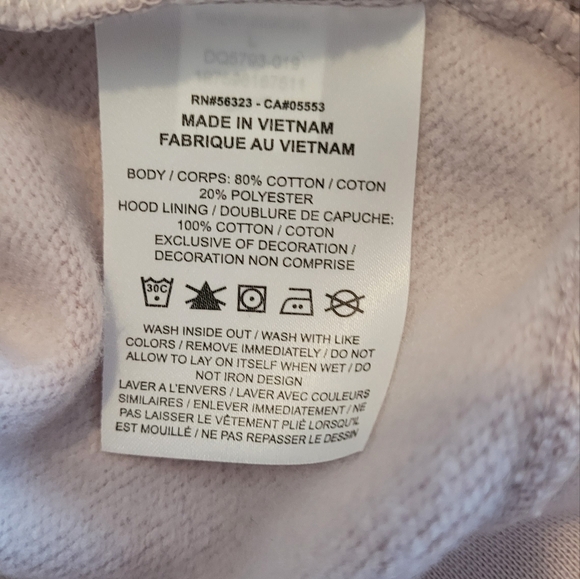 RN#56323 - CA#05553
MADE IN VIETNAM
FABRIQUE AU VIETNAM
BODY / CORPS: 80% COTTON / COTON
20% POLYESTER
HOOD LINING / DOUBLURE DE CAPUCHE:
100% COTTON / COTON
EXCLUSIVE OF DECORATION /
DECORATION NON COMPRISE
30C
WASH INSIDE OUT / WASH WITH LIKE
COLORS / REMOVE IMMEDIATELY / DO NOT
ALLOW TO LAY ON ITSELF WHEN WET / DO
NOT IRON DESIGN
LAVER A L'ENVERS / LAVER AVEC COULEURS
SIMILAIRES / ENLEVER IMMEDIATEMENT / NE
PAS LAISSER LE VÊTEMENT PLIÉ LORSQU'IL
EST MOUILLÉ / NE PAS REPASSER LE DESSIN